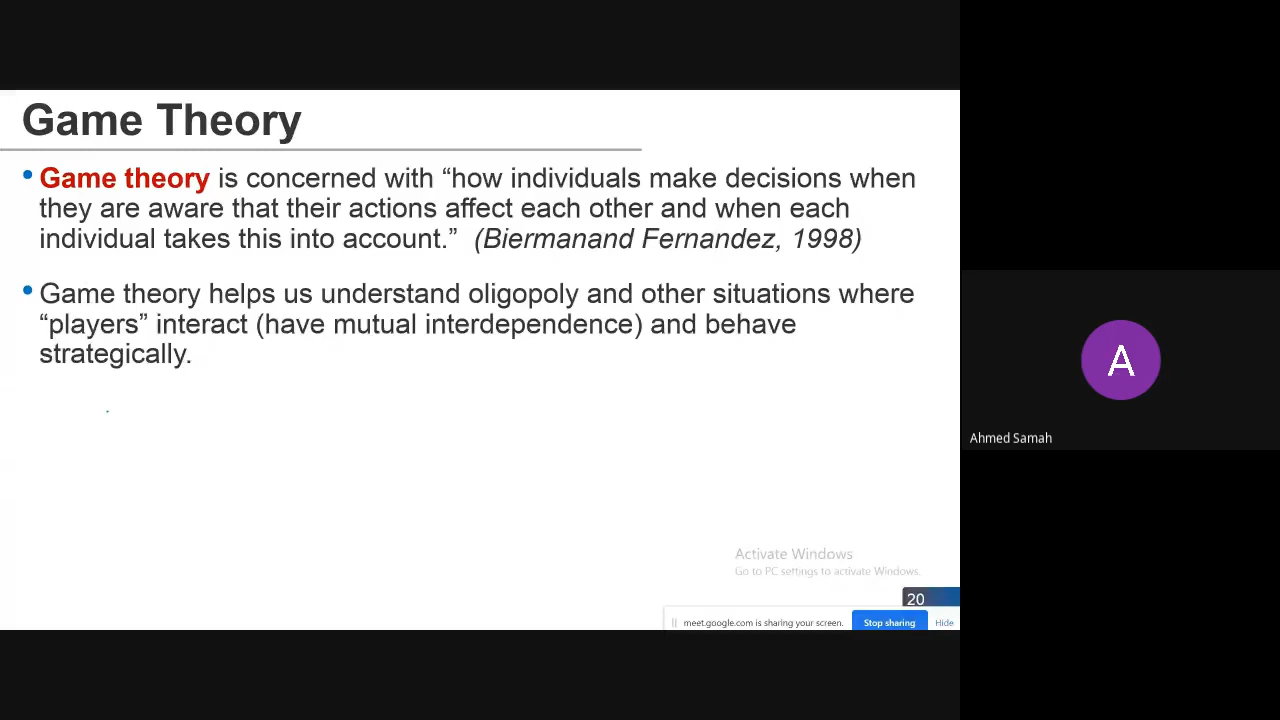 Game Theory
• Game theory is concerned with “how individuals make decisions when
they are aware that their actions affect each other and when each
individual takes this into account.” (Biermanand Fernandez, 1998)
• Game theory helps us understand oligopoly and other situations where
“players” interact (have mutual interdependence) and behave
strategically.
A
Ahmed Samah
Activate Windows
Go to PC settings to activate Windows.
20
meet.google.com is sharing your screen. Stop sharing Hide